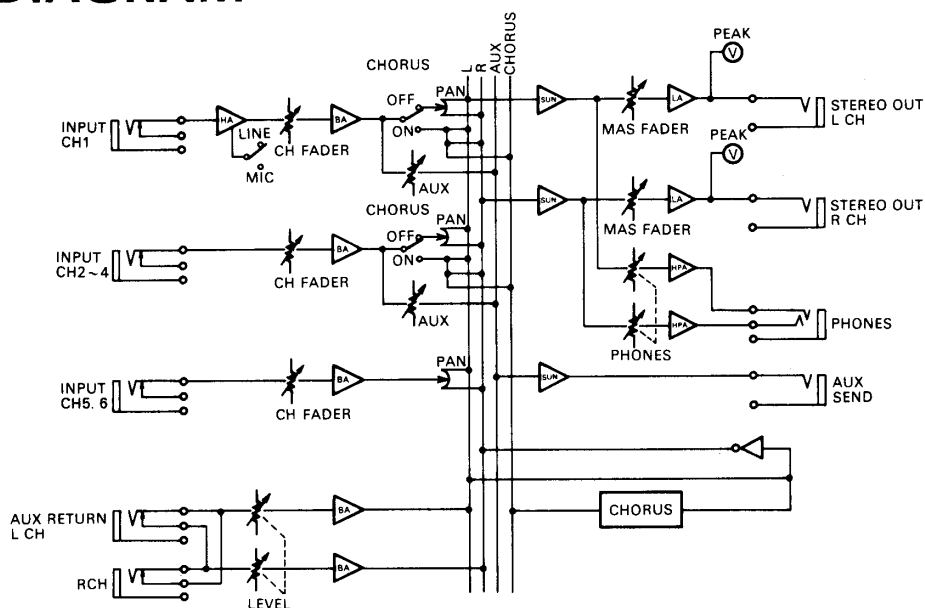 DIAGRAM
L
R
AUX
CHORUS
PEAK
V
CHORUS
PAN
OFF
ON
INPUT
CH1
HA
LINE
MIC
CH FADER
BA
AUX
SUN
MAS FADER
LA
STEREO OUT
L CH
PEAK
V
CHORUS
PAN
OFF
ON
INPUT
CH2~4
CH FADER
BA
AUX
SUN
MAS FADER
LA
STEREO OUT
R CH
HPA
HPA
PHONES
PHONES
INPUT
CH5. 6
CH FADER
BA
PAN
SUN
AUX
SEND
CHORUS
AUX RETURN
L CH
BA
RCH
LEVEL
BA